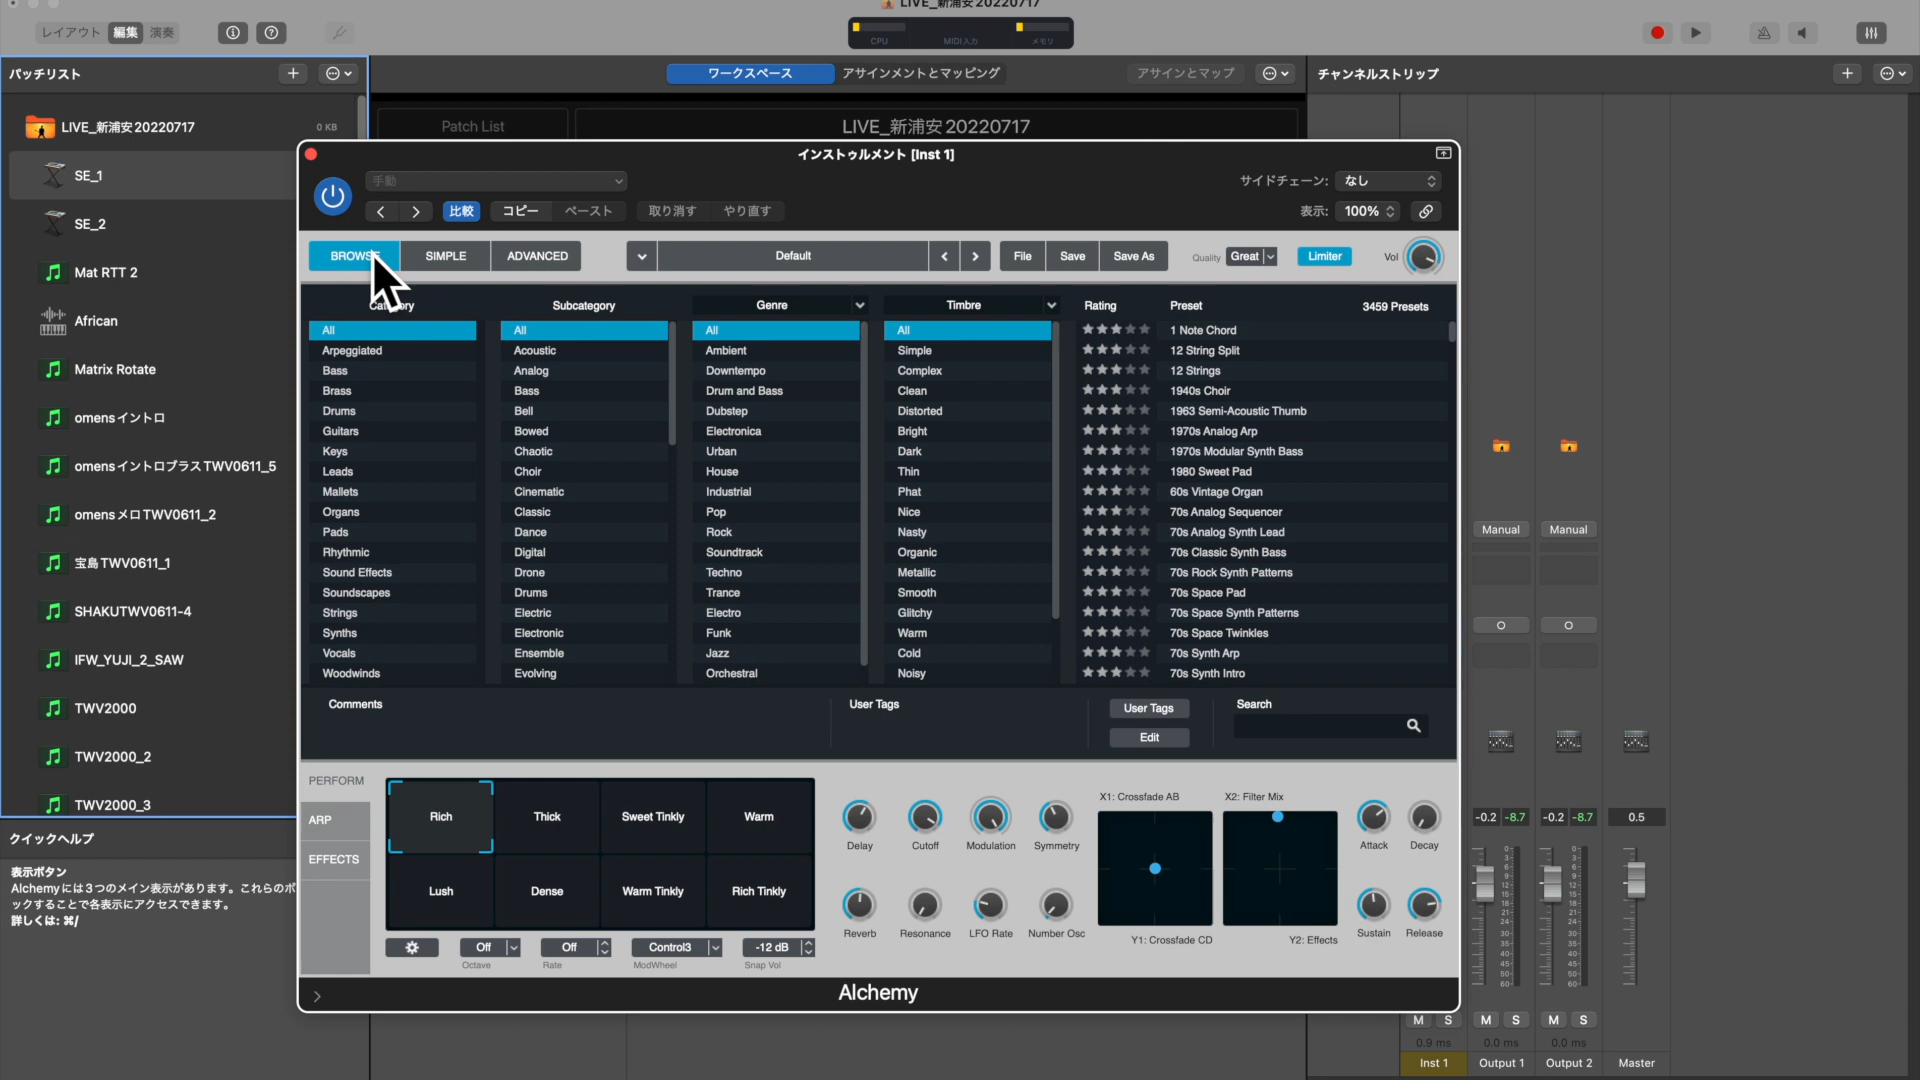 LIVE_新浦安20220717
レイアウト 編集 演奏
CPU MIDI入力 メモリ
パッチリスト
ワークスペース アサインメントとマッピング アサインとマップ
チャンネルストリップ
LIVE_新浦安20220717 0 KB
Patch List LIVE_新浦安20220717
SE_1
SE_2
Mat RTT 2
African
Matrix Rotate
omensイントロ
omensイントロブラスTWV0611_5
omensメロTWV0611_2
宝島TWV0611_1
SHAKUTWV0611-4
IFW_YUJI_2_SAW
TWV2000
TWV2000_2
TWV2000_3
クイックヘルプ
表示ボタン
Alchemyには3つのメイン表示があります。これらのボ
ックすることで各表示にアクセスできます。
詳しくは: ⌘/
インストゥルメント [Inst 1]
手動 サイドチェーン: なし
比較 コピー ペースト 取り消す やり直す 表示: 100%
BROWSE SIMPLE ADVANCED Default File Save Save As Quality Great Limiter Vol
Category Subcategory Genre Timbre Rating Preset 3459 Presets
All All All All 1 Note Chord
Arpeggiated Acoustic Ambient Simple 12 String Split
Bass Analog Downtempo Complex 12 Strings
Brass Bass Drum and Bass Clean 1940s Choir
Drums Bell Dubstep Distorted 1963 Semi-Acoustic Thumb
Guitars Bowed Electronica Bright 1970s Analog Arp
Keys Chaotic Urban Dark 1970s Modular Synth Bass
Leads Choir House Thin 1980 Sweet Pad
Mallets Cinematic Industrial Phat 60s Vintage Organ
Organs Classic Pop Nice 70s Analog Sequencer
Pads Dance Rock Nasty 70s Analog Synth Lead
Rhythmic Digital Soundtrack Organic 70s Classic Synth Bass
Sound Effects Drone Techno Metallic 70s Rock Synth Patterns
Soundscapes Drums Trance Smooth 70s Space Pad
Strings Electric Electro Glitchy 70s Space Synth Patterns
Synths Electronic Funk Warm 70s Space Twinkles
Vocals Ensemble Jazz Cold 70s Synth Arp
Woodwinds Evolving Orchestral Noisy 70s Synth Intro
Comments User Tags User Tags Search
Edit
PERFORM
ARP
EFFECTS
Rich Thick Sweet Tinkly Warm
Lush Dense Warm Tinkly Rich Tinkly
Off Off Control3 -12 dB
Octave Rate ModWheel Snap Vol
Delay Cutoff Modulation Symmetry
Reverb Resonance LFO Rate Number Osc
X1: Crossfade AB X2: Filter Mix
Y1: Crossfade CD Y2: Effects
Attack Decay
Sustain Release
Alchemy
Manual Manual
-0.2 -8.7 -0.2 -8.7 0.5
M S M S M S
0.9 ms 0.0 ms 0.0 ms
Inst 1 Output 1 Output 2 Master